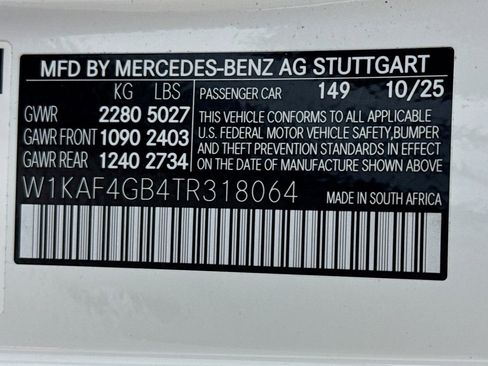 MFD BY MERCEDES-BENZ AG STUTTGART
KG LBS PASSENGER CAR 149 10/25
GVWR 2280 5027
GAWR FRONT 1090 2403
GAWR REAR 1240 2734
THIS VEHICLE CONFORMS TO ALL APPLICABLE
U.S. FEDERAL MOTOR VEHICLE SAFETY,BUMPER
AND THEFT PREVENTION STANDARDS IN EFFECT
ON THE DATE OF MANUFACTURE SHOWN ABOVE.
W1KAF4GB4TR318064 MADE IN SOUTH AFRICA